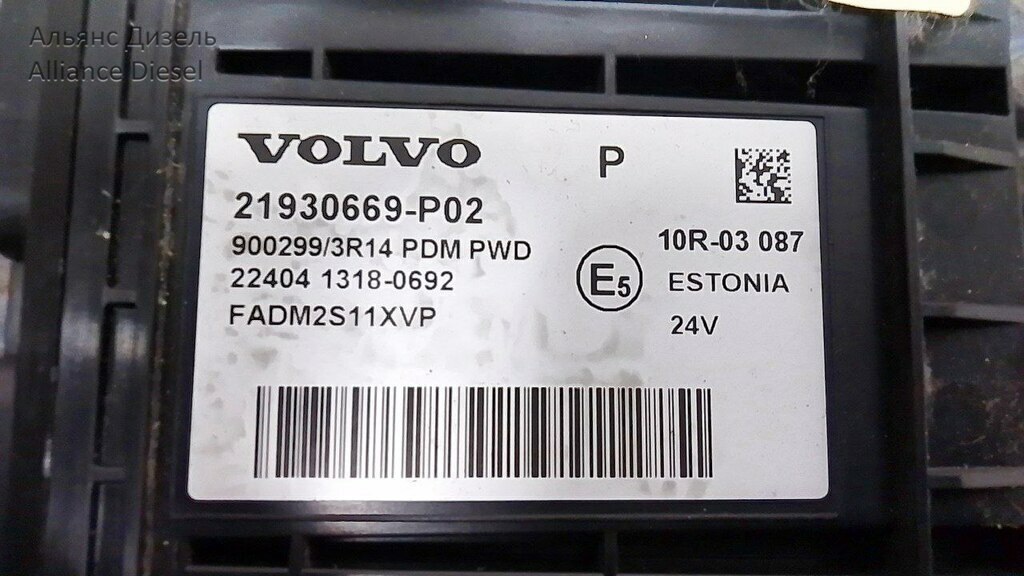 Альянс Дизель
Alliance Diesel
VOLVO
P
21930669-P02
900299/3R14 PDM PWD
22404 1318-0692
FADM2S11XVP
E5
10R-03 087
ESTONIA
24V